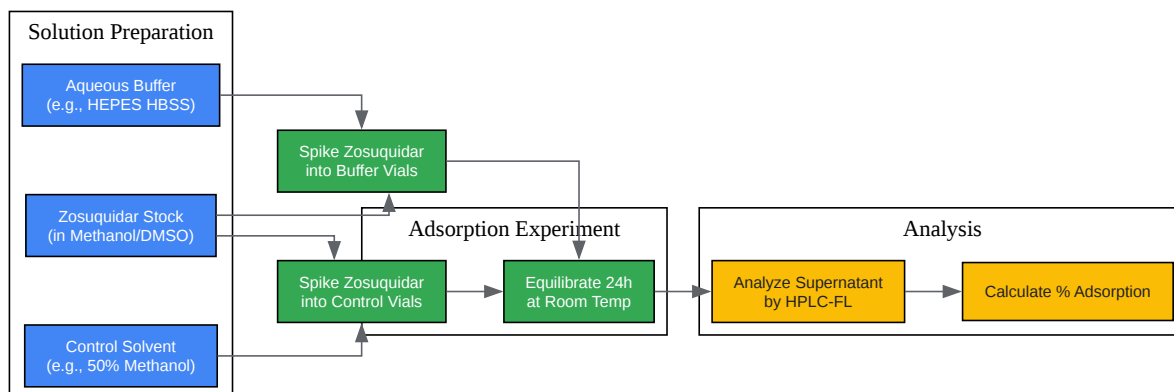 Solution Preparation
Aqueous Buffer
(e.g., HEPES HBSS)
Spike Zosuquidar
into Buffer Vials
Zosuquidar Stock
(in Methanol/DMSO)
Adsorption Experiment
Analysis
Spike Zosuquidar
into Control Vials
Equilibrate 24h
at Room Temp
Analyze Supernatant
by HPLC-FL
Calculate % Adsorption
Control Solvent
(e.g., 50% Methanol)